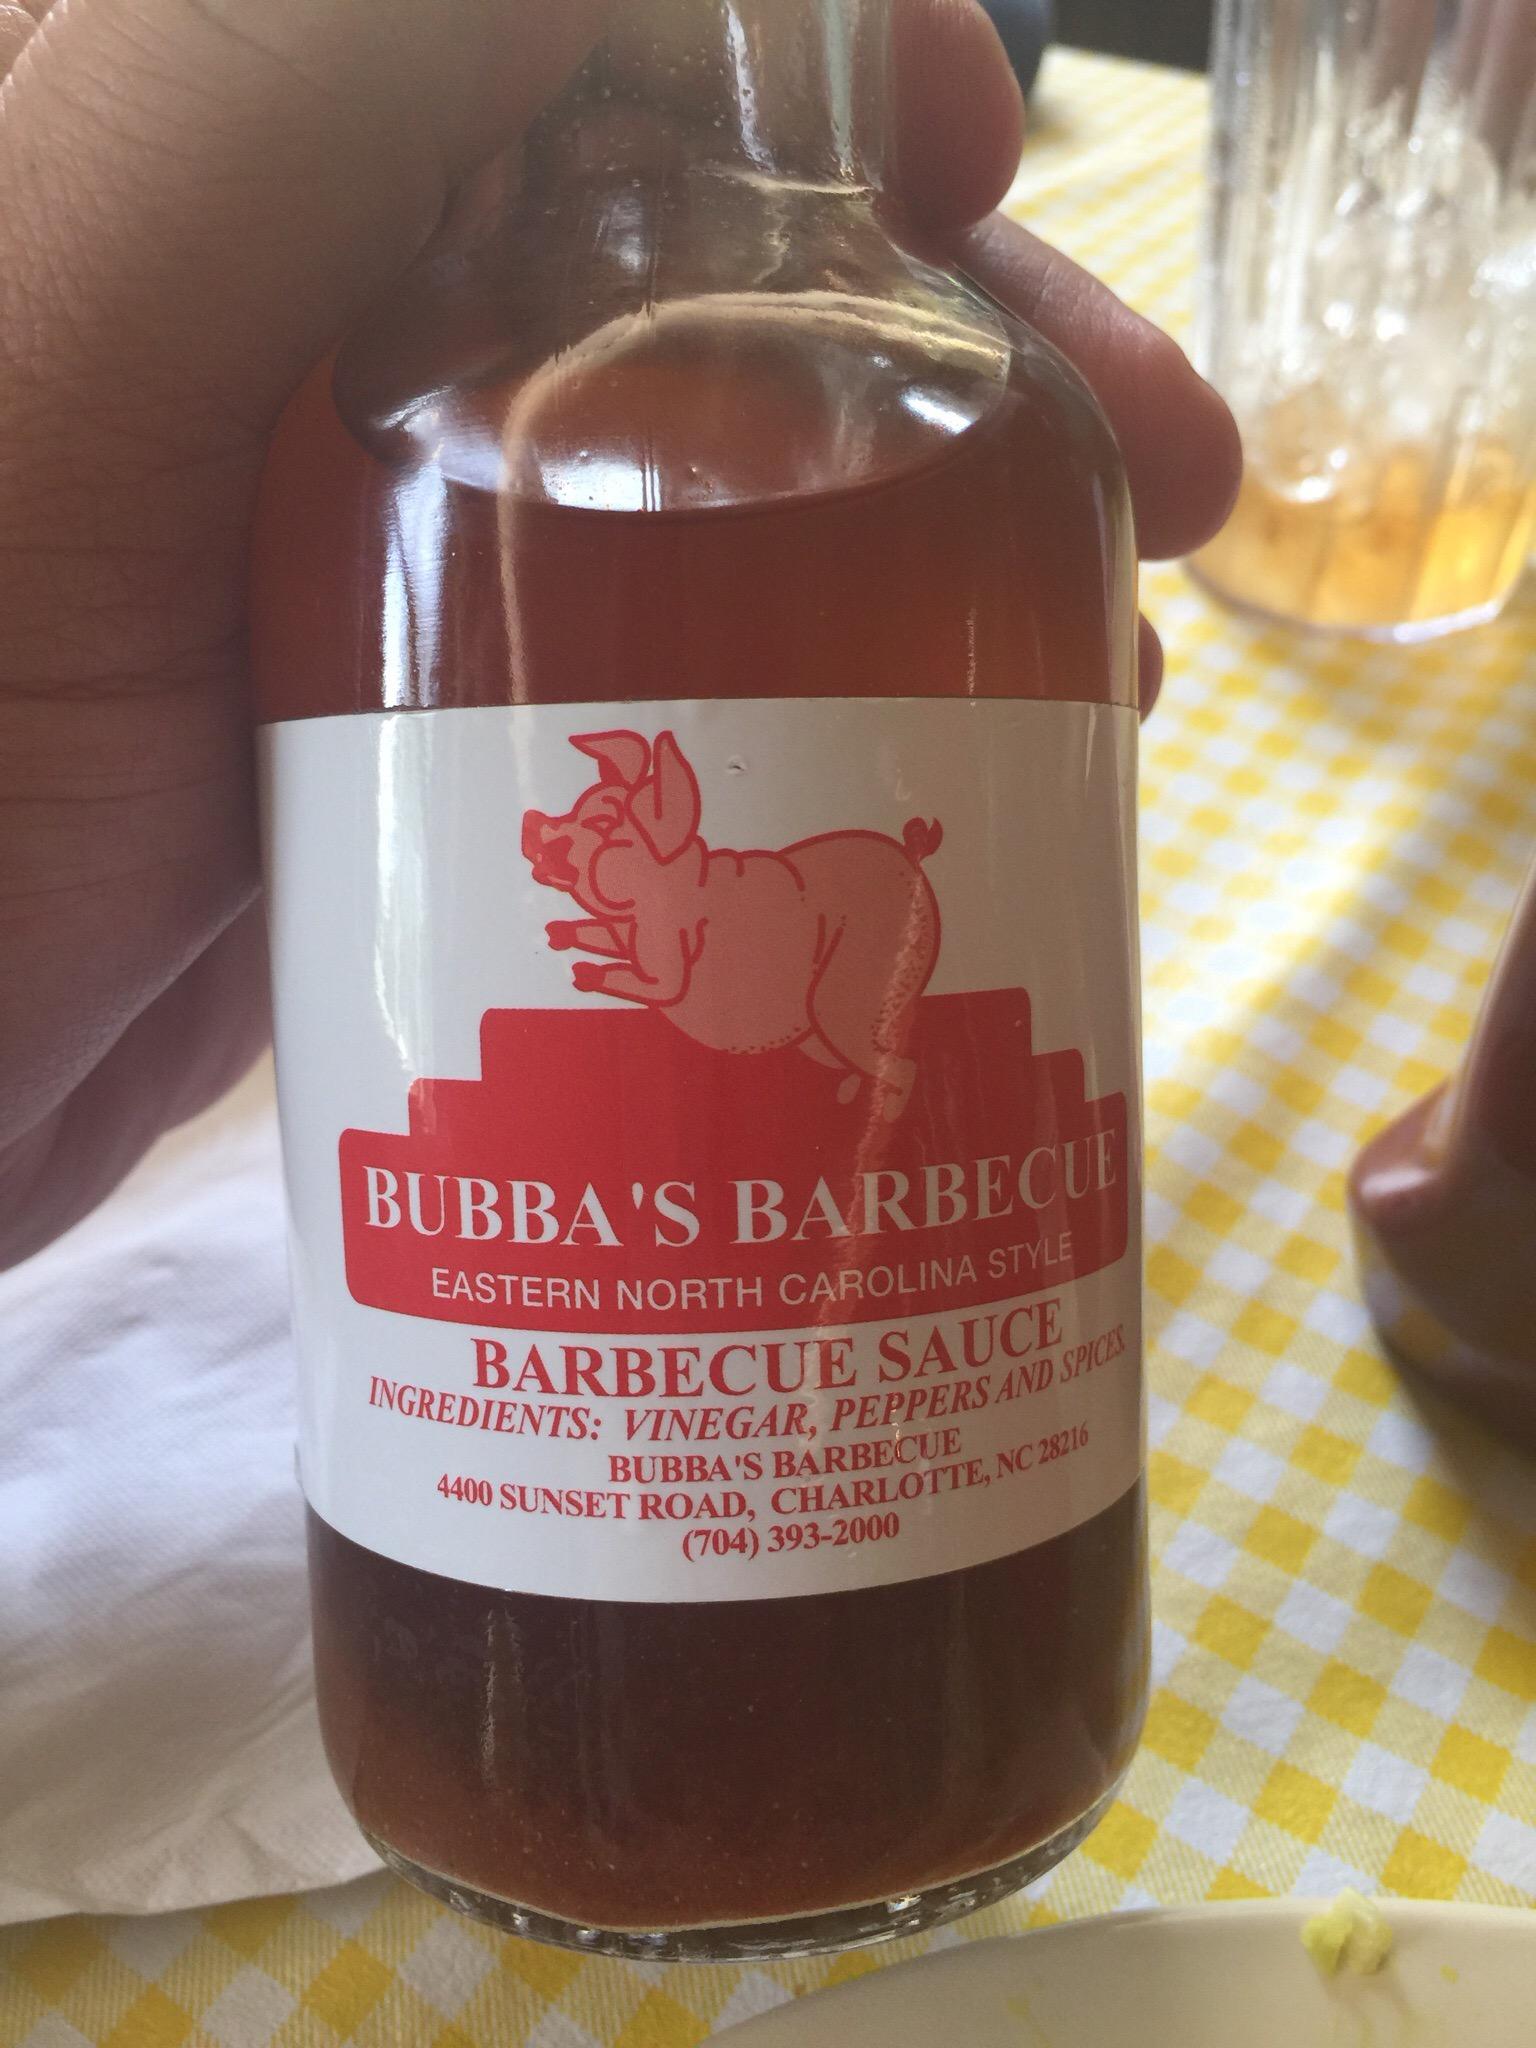 BUBBA'S BARBECUE
EASTERN NORTH CAROLINA STYLE
BARBECUE SAUCE
INGREDIENTS: VINEGAR, PEPPERS AND SPICES.
BUBBA'S BARBECUE
4400 SUNSET ROAD, CHARLOTTE, NC 28216
(704) 393-2000